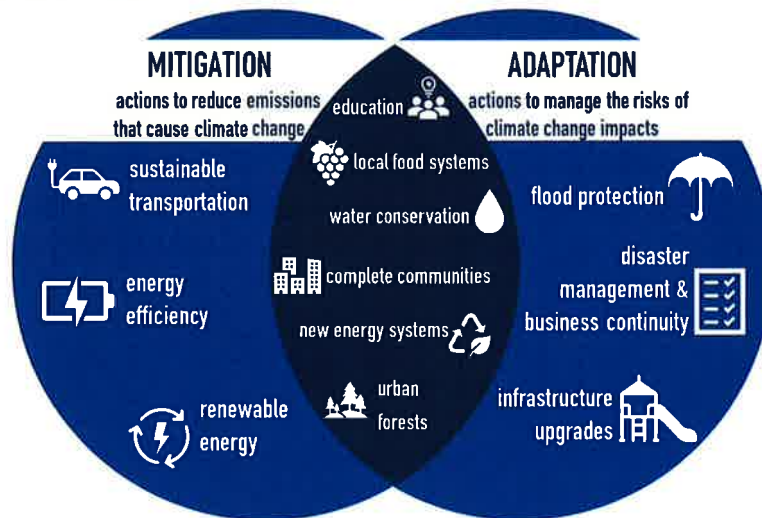 MITIGATION
actions to reduce emissions
that cause climate change
sustainable
transportation
energy
efficiency
renewable
energy
education
local food systems
water conservation
complete communities
new energy systems
urban
forests
ADAPTATION
actions to manage the risks of
climate change impacts
flood protection
disaster
management &
business continuity
infrastructure
upgrades